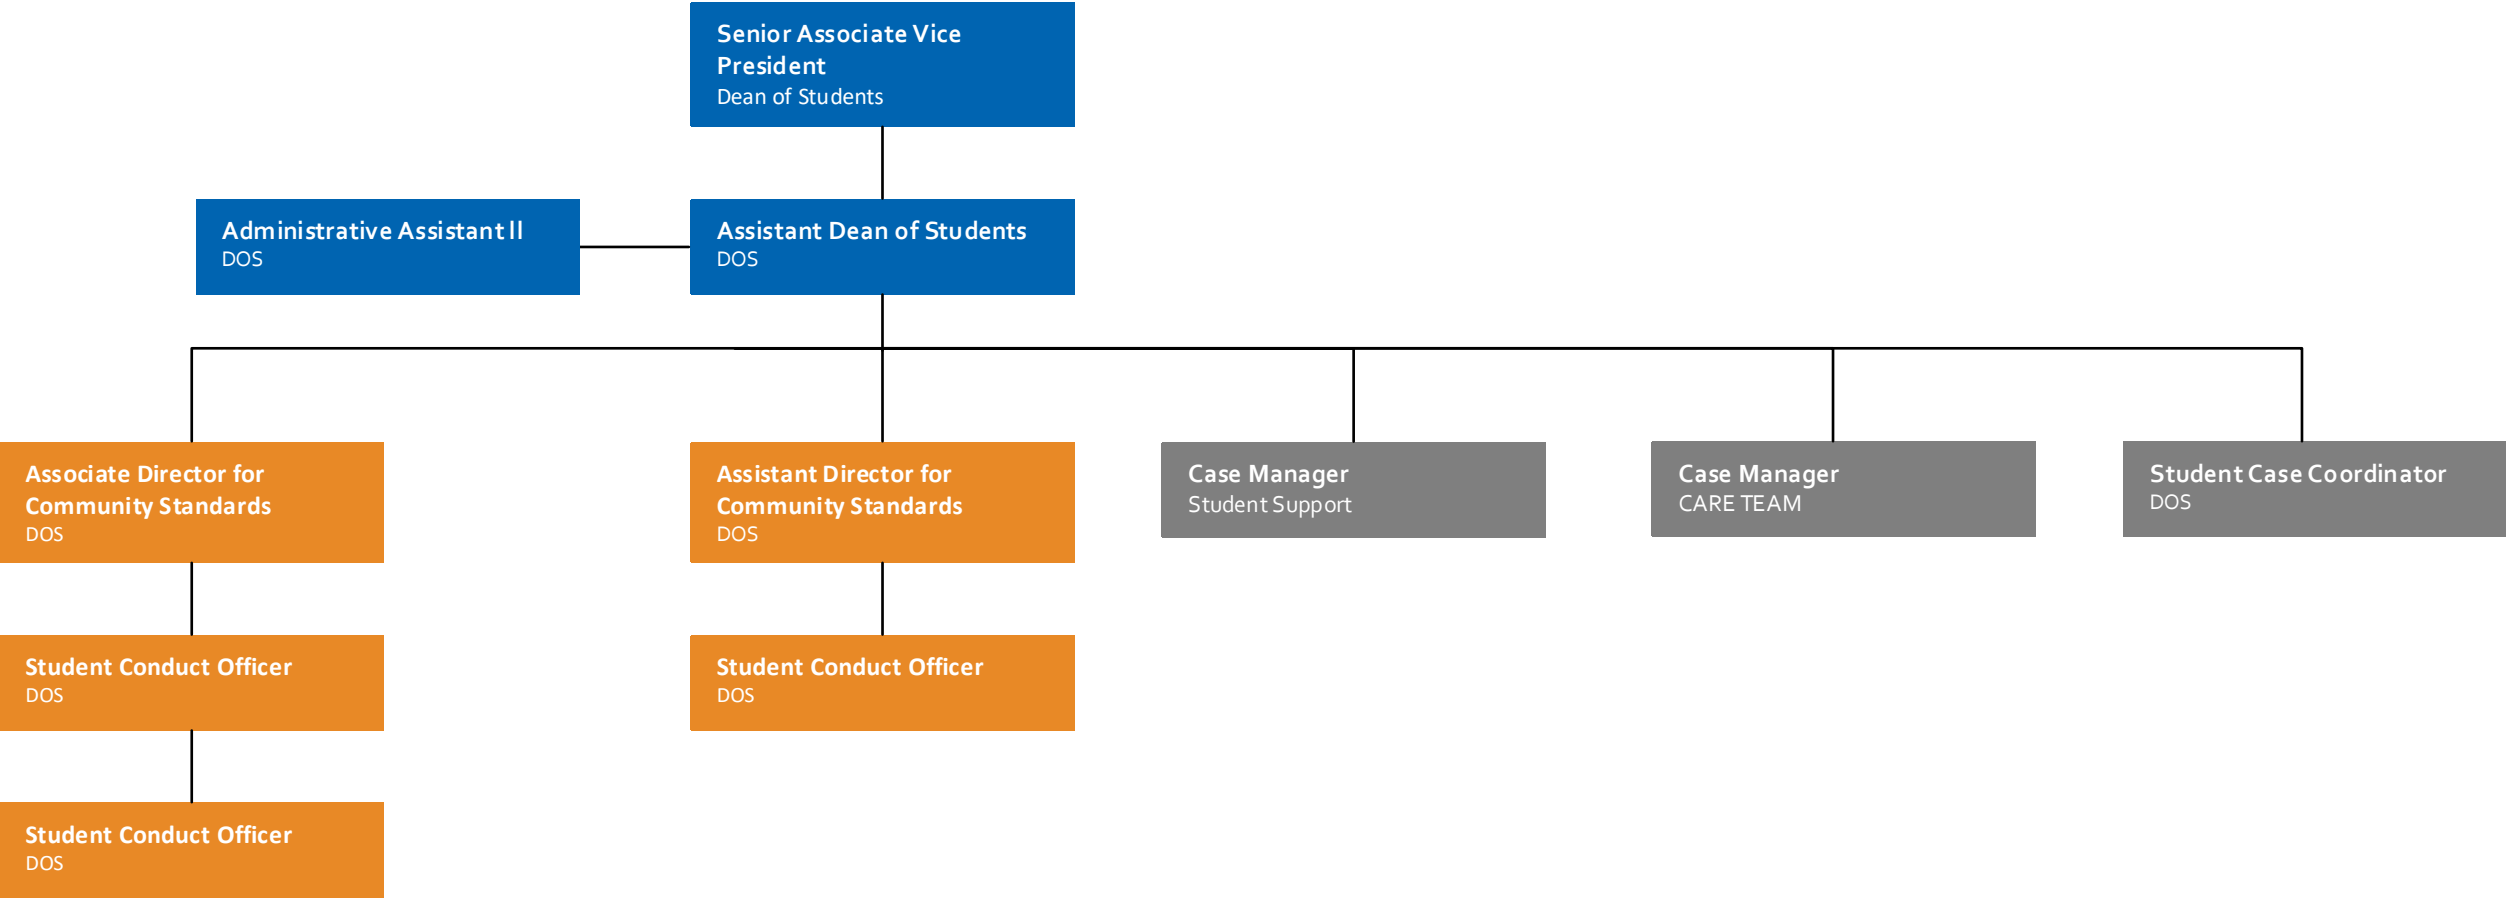 Senior Associate Vice
President
Dean of Students
Administrative Assistant ll
DOS
Assistant Dean of Students
DOS
Associate Director for
Community Standards
DOS
Assistant Director for
Community Standards
DOS
Case Manager
Student Support
Case Manager
CARE TEAM
Student Case Coordinator
DOS
Student Conduct Officer
DOS
Student Conduct Officer
DOS
Student Conduct Officer
DOS